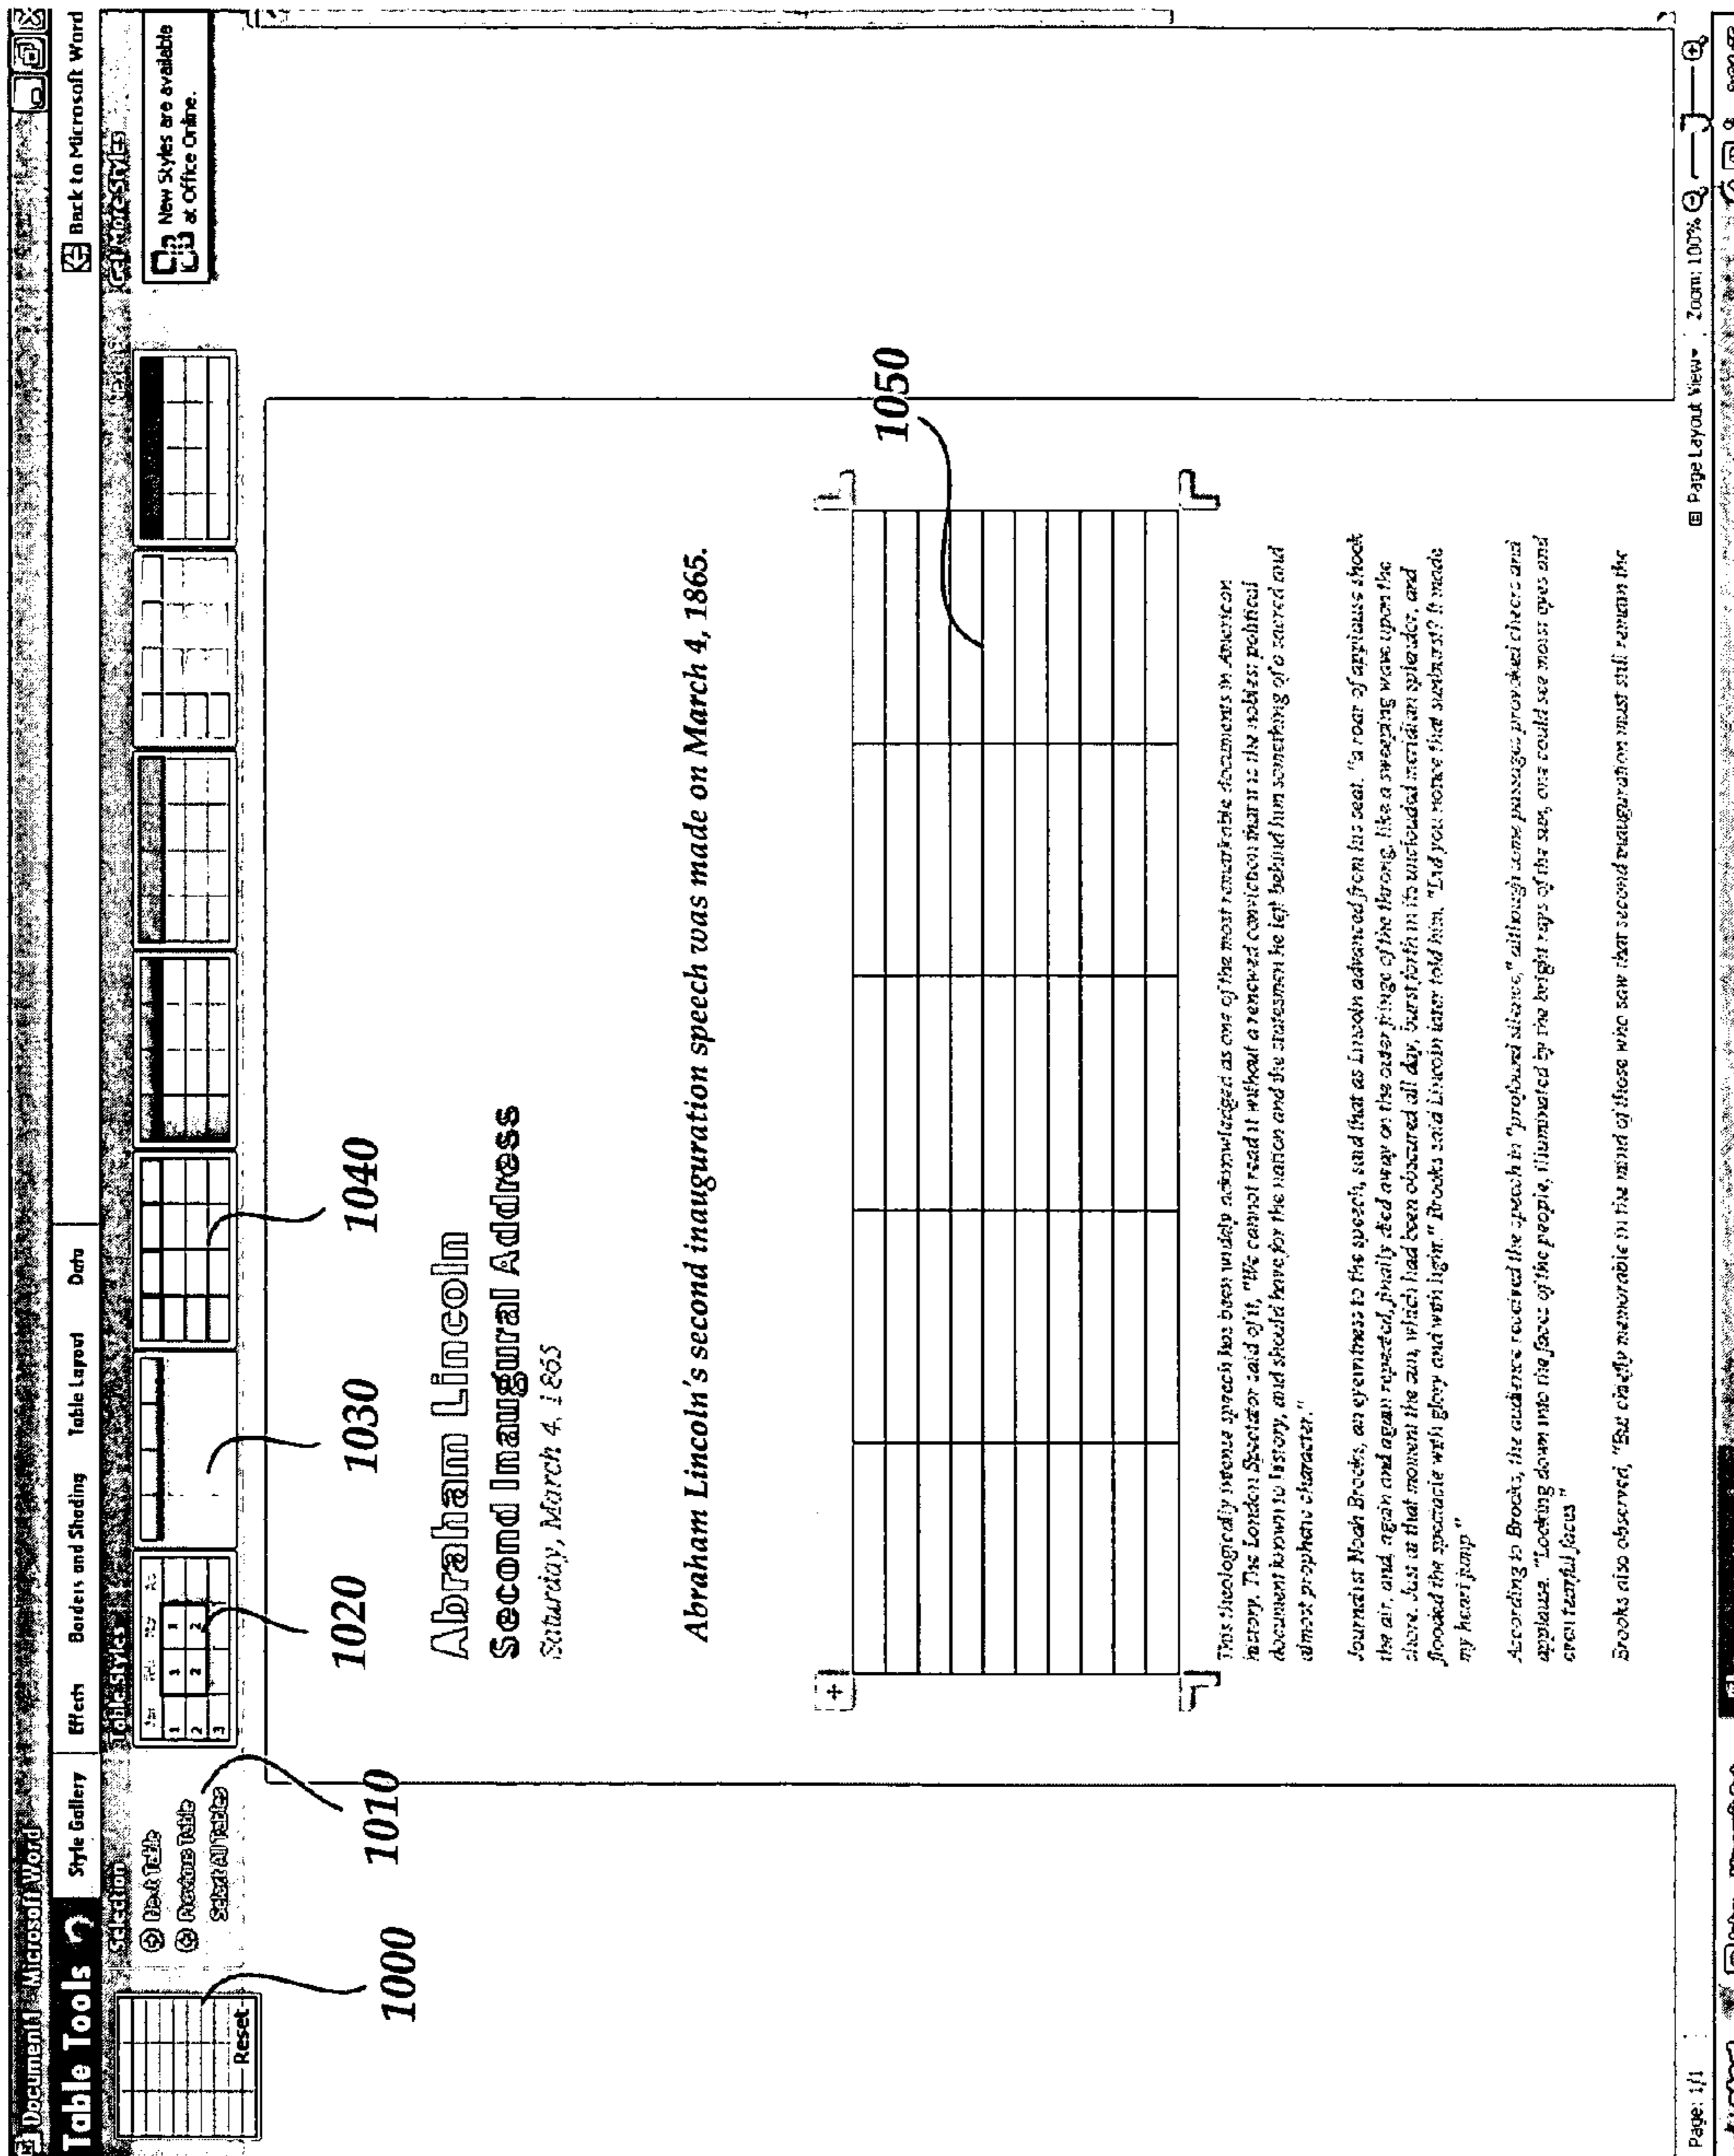 Document1 - Microsoft Word
Table Tools
Style Gallery
Effects
Borders and Shading
Table Layout
Data
Back to Microsoft Word
Selection
Table Styles
Get More Styles
Next Table
Previous Table
Select All Tables
Reset
New Styles are available
at Office Online.
1000
1010
1020
1030
1040
Abraham Lincoln
Second Inaugural Address
Saturday, March 4, 1865
Abraham Lincoln's second inauguration speech was made on March 4, 1865.
1050
This theologically intense speech has been widely acknowledged as one of the most remarkable documents in American
history. The London Spectator said of it, "We cannot read it without a renewed conviction that it is the noblest political
document known to history, and should have for the nation and the statesmen he left behind him something of a sacred and
almost prophetic character."
Journalist Noah Brooks, an eyewitness to the speech, said that as Lincoln advanced from his seat, "a roar of applause shook
the air, and, again and again repeated, finally died away on the outer fringe of the throng, like a sweeping wave upon the
shore. Just at that moment the sun, which had been obscured all day, burst forth in its unclouded meridian splendor, and
flooded the spectacle with glory and with light." Brooks said Lincoln later told him, "Did you notice that sunburst? It made
my heart jump."
According to Brooks, the audience received the speech in "profound silence," although some passages provoked cheers and
applause. "Looking down into the faces of the people, illuminated by the bright rays of the sun, one could see moist eyes and
even tearful faces"
Brooks also observed, "But chiefly memorable in the mind of those who saw that second inauguration must still remain the
Page: 1/1
Page Layout View
Zoom: 100%